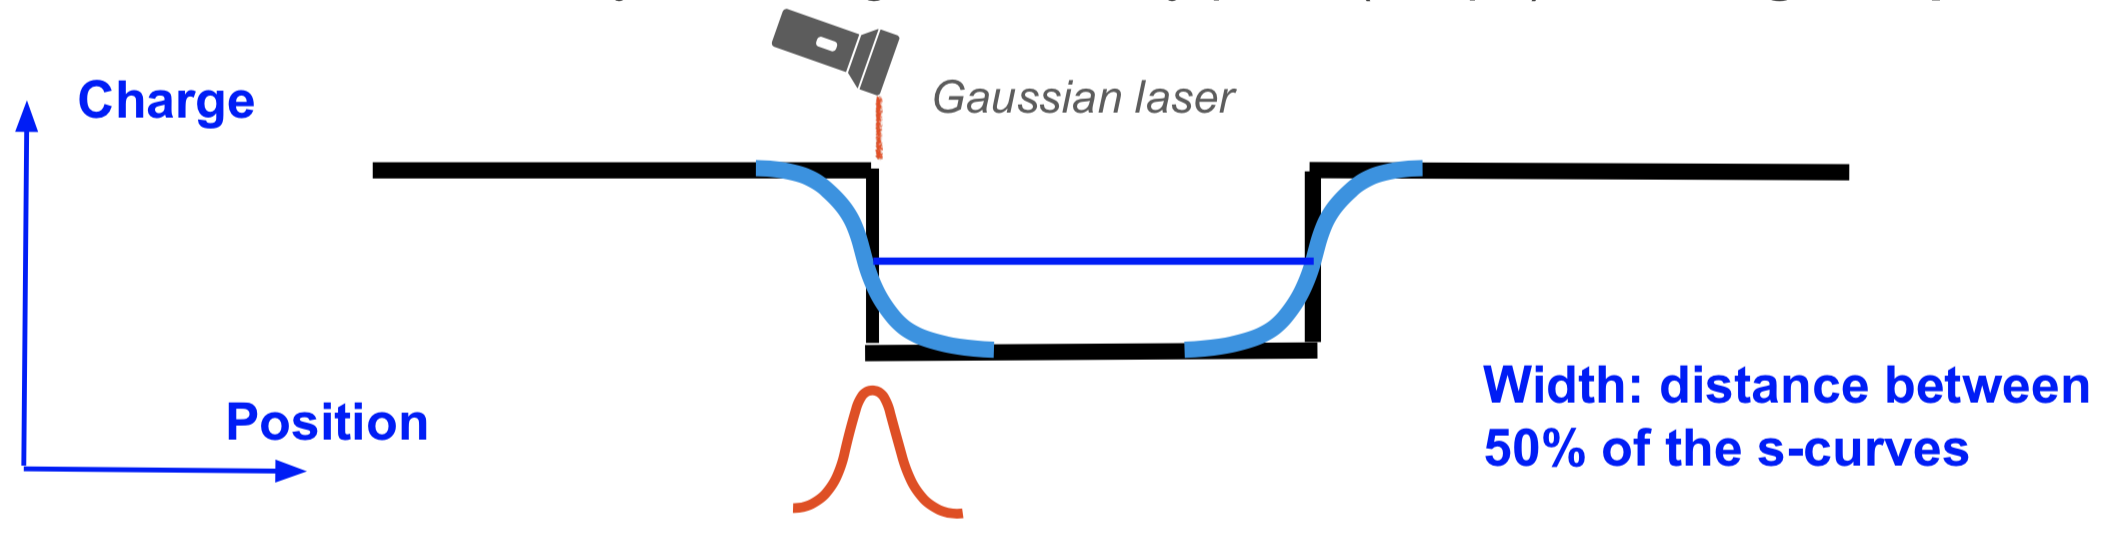 Gaussian laser
Charge
Position
Width: distance between
50% of the s-curves